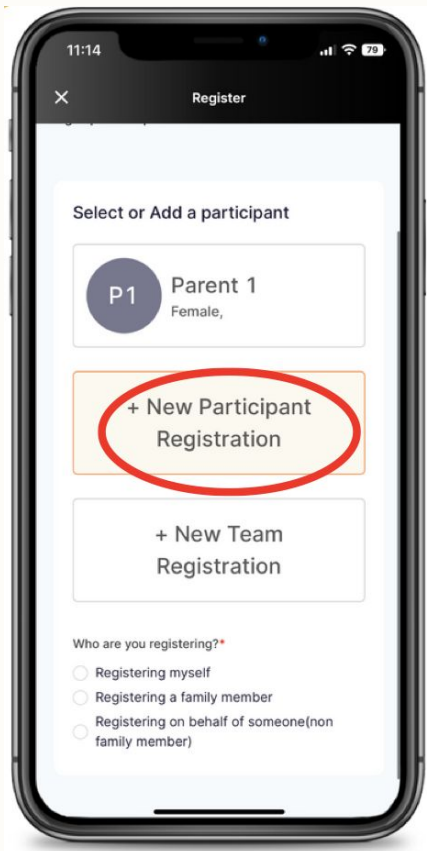 11:14
79
Register
Select or Add a participant
P1
Parent 1
Female,
+ New Participant
Registration
+ New Team
Registration
Who are you registering?*
Registering myself
Registering a family member
Registering on behalf of someone(non
family member)